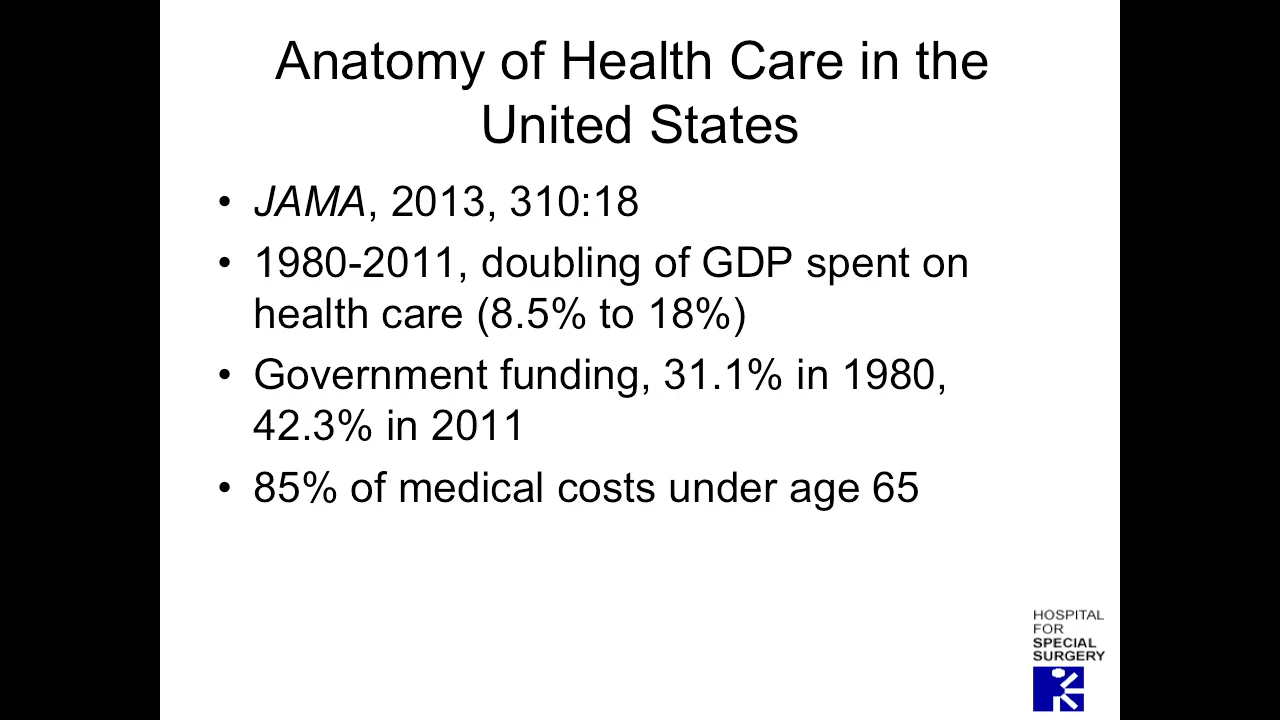 Anatomy of Health Care in the
United States
• JAMA, 2013, 310:18
• 1980-2011, doubling of GDP spent on
health care (8.5% to 18%)
• Government funding, 31.1% in 1980,
42.3% in 2011
• 85% of medical costs under age 65
HOSPITAL
FOR
SPECIAL
SURGERY